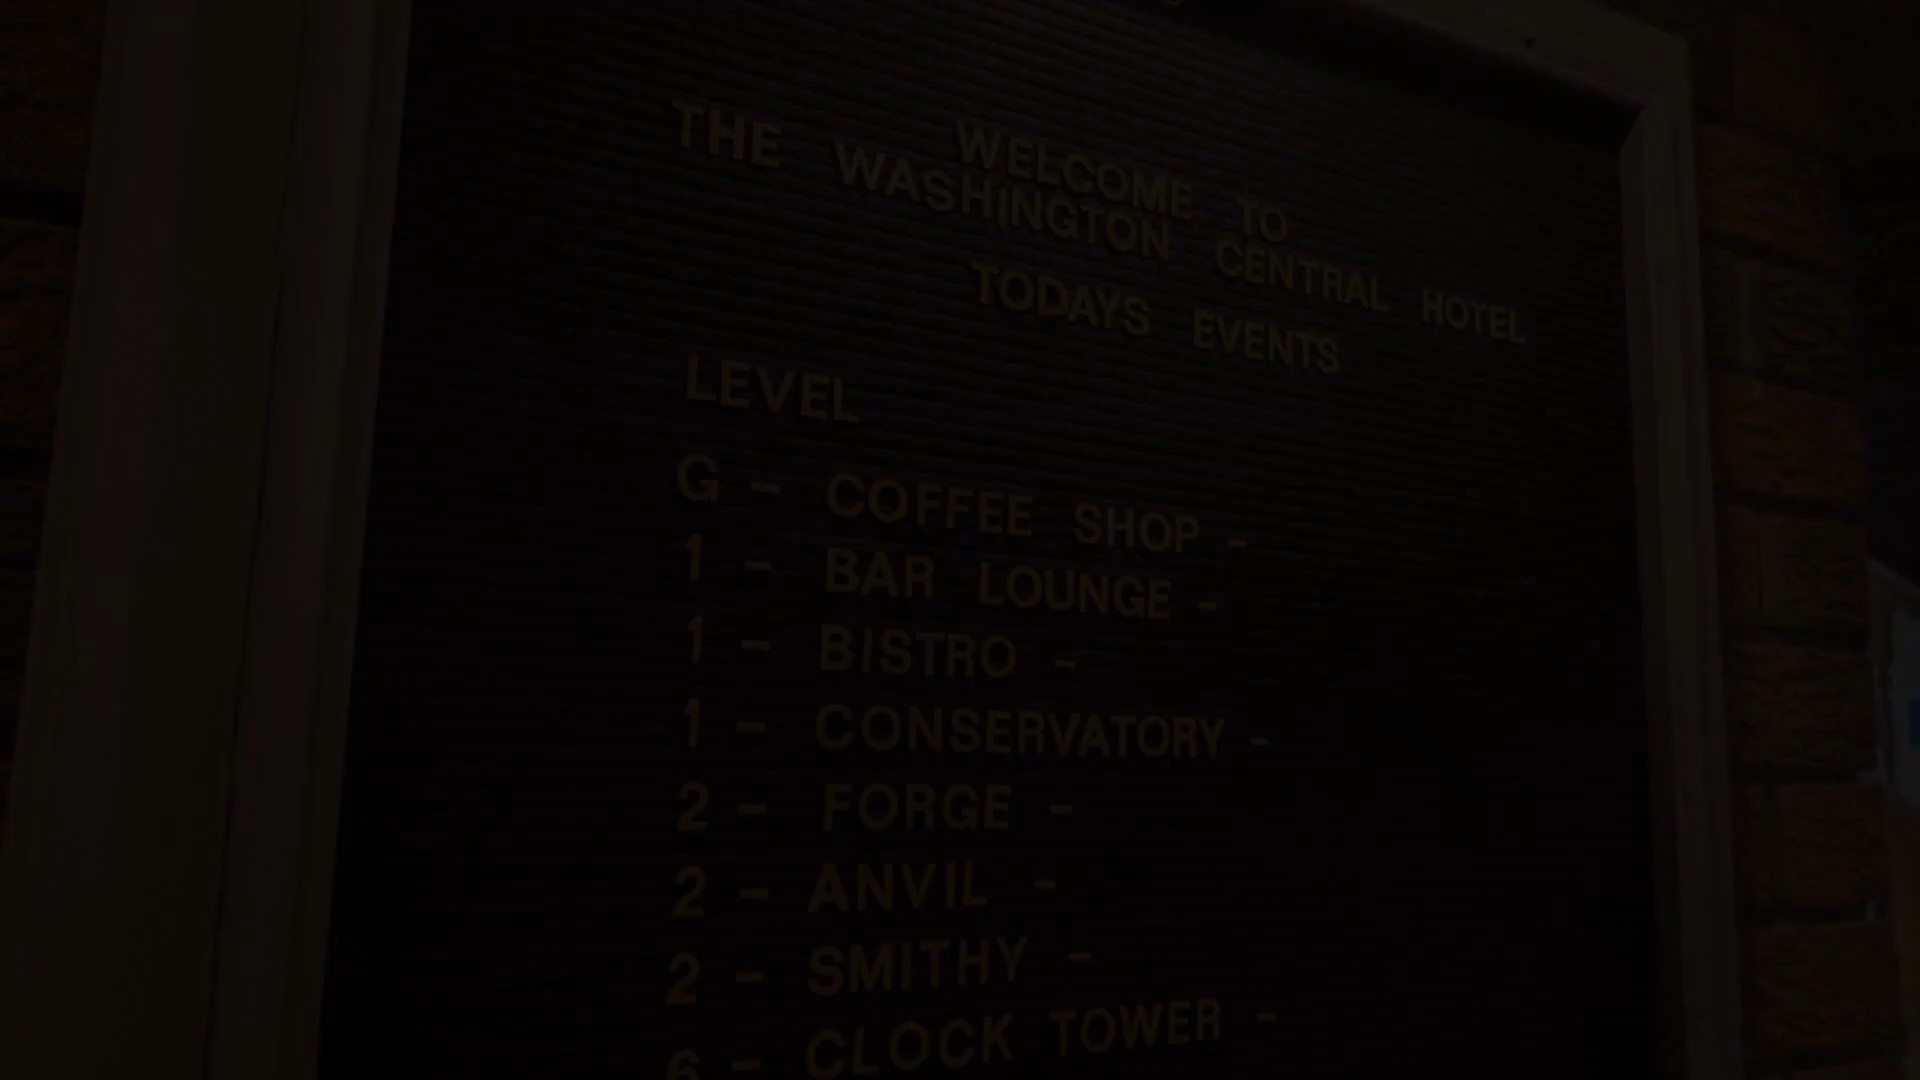 WELCOME TO
THE WASHINGTON CENTRAL HOTEL
TODAYS EVENTS
LEVEL
G - COFFEE SHOP -
1 - BAR LOUNGE -
1 - BISTRO -
1 - CONSERVATORY -
2 - FORGE -
2 - ANVIL -
2 - SMITHY -
6 - CLOCK TOWER -